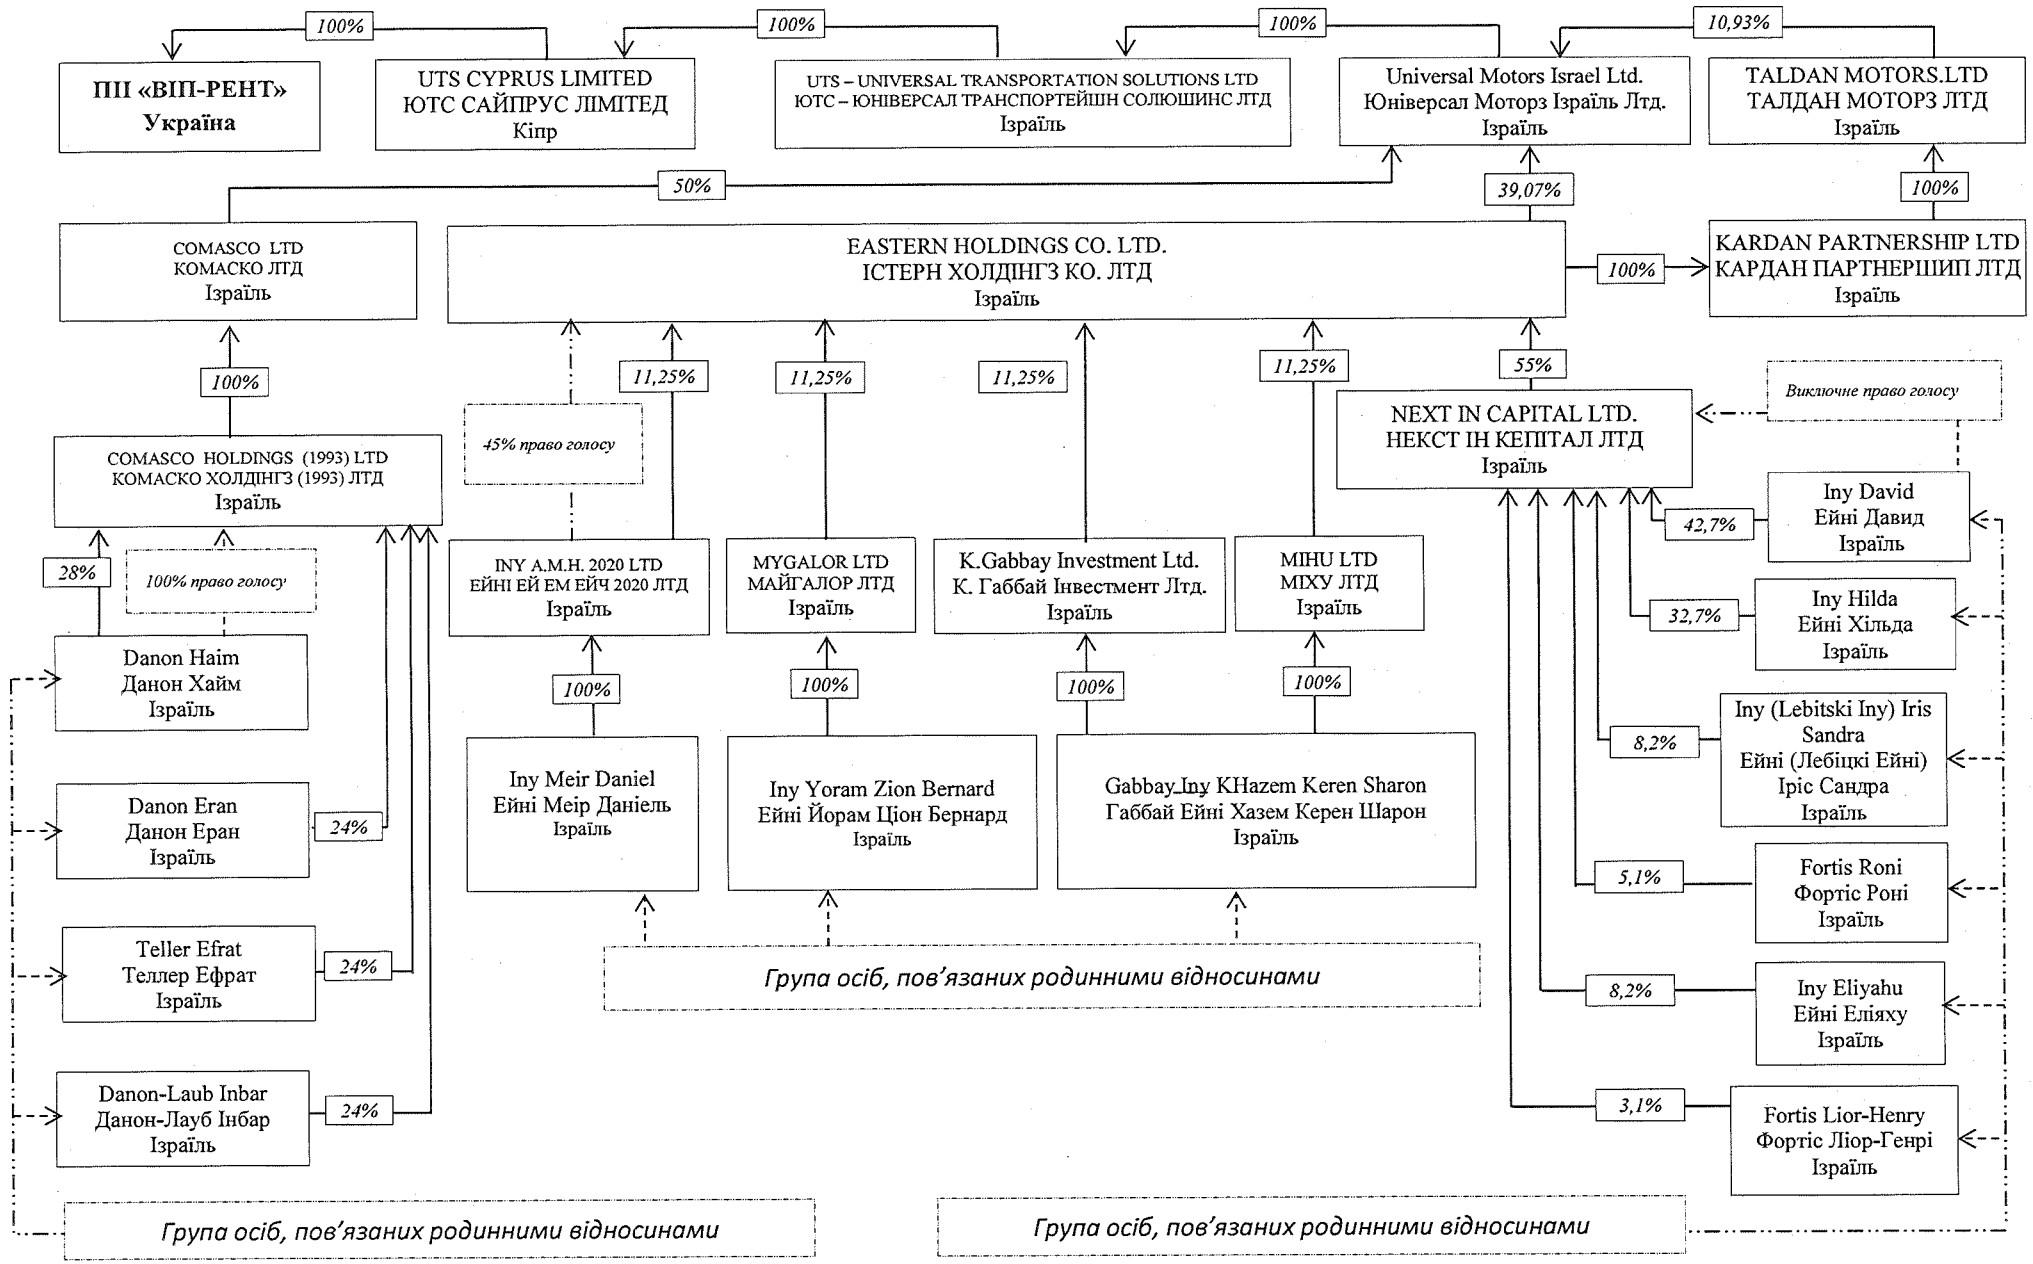 100%
100%
100%
10,93%
ПІІ «ВІП-РЕНТ»
Україна
UTS CYPRUS LIMITED
ЮТС САЙПРУС ЛІМІТЕД
Кіпр
UTS – UNIVERSAL TRANSPORTATION SOLUTIONS LTD
ЮТС – ЮНІВЕРСАЛ ТРАНСПОРТЕЙШН СОЛЮШИНС ЛТД
Ізраїль
Universal Motors Israel Ltd.
Юніверсал Моторз Ізраїль Лтд.
Ізраїль
TALDAN MOTORS.LTD
ТАЛДАН МОТОРЗ ЛТД
Ізраїль
50%
39,07%
100%
COMASCO LTD
КОМАСКО ЛТД
Ізраїль
EASTERN HOLDINGS CO. LTD.
ІСТЕРН ХОЛДІНГЗ КО. ЛТД
Ізраїль
100%
KARDAN PARTNERSHIP LTD
КАРДАН ПАРТНЕРШИП ЛТД
Ізраїль
100%
11,25%
11,25%
11,25%
11,25%
55%
Виключне право голосу
45% право голосу
NEXT IN CAPITAL LTD.
НЕКСТ ІН КЕПІТАЛ ЛТД
Ізраїль
COMASCO HOLDINGS (1993) LTD
КОМАСКО ХОЛДІНГЗ (1993) ЛТД
Ізраїль
28%
100% право голосу
INY A.M.H. 2020 LTD
ЕЙНІ ЕЙ ЕМ ЕЙЧ 2020 ЛТД
Ізраїль
MYGALOR LTD
МАЙГАЛОР ЛТД
Ізраїль
K.Gabbay Investment Ltd.
К. Габбай Інвестмент Лтд.
Ізраїль
MIHU LTD
МІХУ ЛТД
Ізраїль
42,7%
Iny David
Ейні Давид
Ізраїль
32,7%
Iny Hilda
Ейні Хільда
Ізраїль
Danon Haim
Данон Хайм
Ізраїль
100%
100%
100%
100%
8,2%
Iny (Lebitski Iny) Iris
Sandra
Ейні (Лебіцкі Ейні)
Іріс Сандра
Ізраїль
Danon Eran
Данон Еран
Ізраїль
24%
Iny Meir Daniel
Ейні Меір Даніель
Ізраїль
Iny Yoram Zion Bernard
Ейні Йорам Ціон Бернард
Ізраїль
Gabbay_Iny KHazem Keren Sharon
Габбай Ейні Хазем Керен Шарон
Ізраїль
5,1%
Fortis Roni
Фортіс Роні
Ізраїль
Teller Efrat
Теллер Ефрат
Ізраїль
24%
Група осіб, пов’язаних родинними відносинами
8,2%
Iny Eliyahu
Ейні Еліяху
Ізраїль
Danon-Laub Inbar
Данон-Лауб Інбар
Ізраїль
24%
3,1%
Fortis Lior-Henry
Фортіс Ліор-Генрі
Ізраїль
Група осіб, пов’язаних родинними відносинами
Група осіб, пов’язаних родинними відносинами